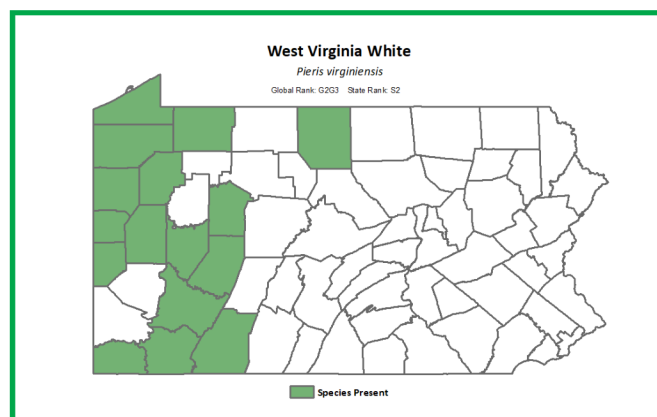 West Virginia White
Pieris virginiensis
Global Rank: G2G3 State Rank: S2
Species Present